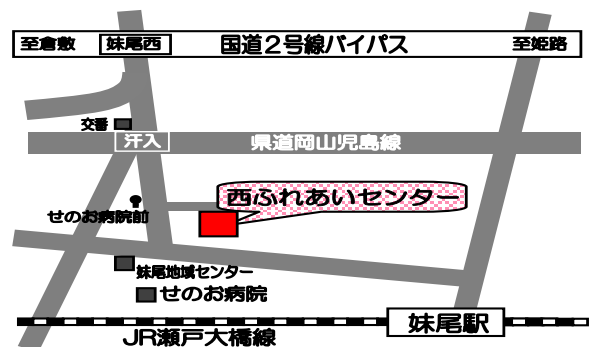 至倉敷
妹尾西
国道2号線バイパス
至姫路
交番
汗入
県道岡山児島線
西ふれあいセンター
せのお病院前
妹尾地域センター
せのお病院
妹尾駅
JR瀬戸大橋線